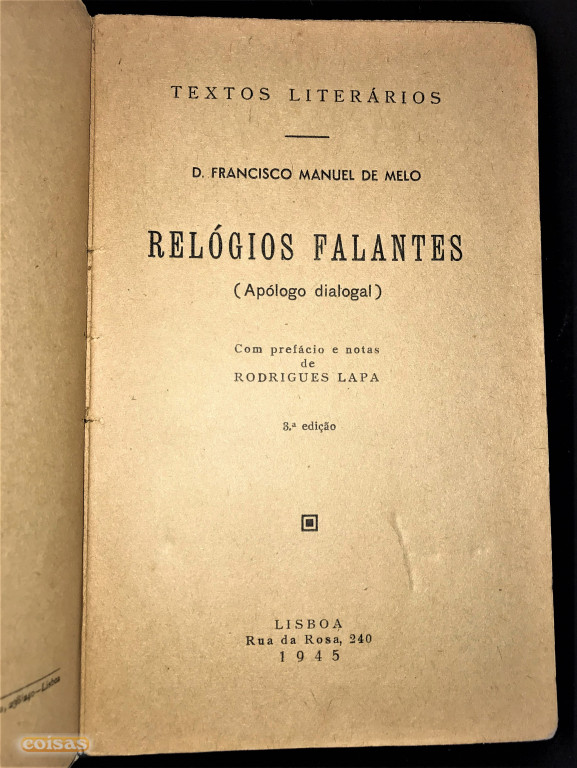 TEXTOS LITERÁRIOS
D. FRANCISCO MANUEL DE MELO
RELÓGIOS FALANTES
(Apólogo dialogal)
Com prefácio e notas
de
RODRIGUES LAPA
3.ª edição
LISBOA
Rua da Rosa, 240
1945
Lisboa
coisas